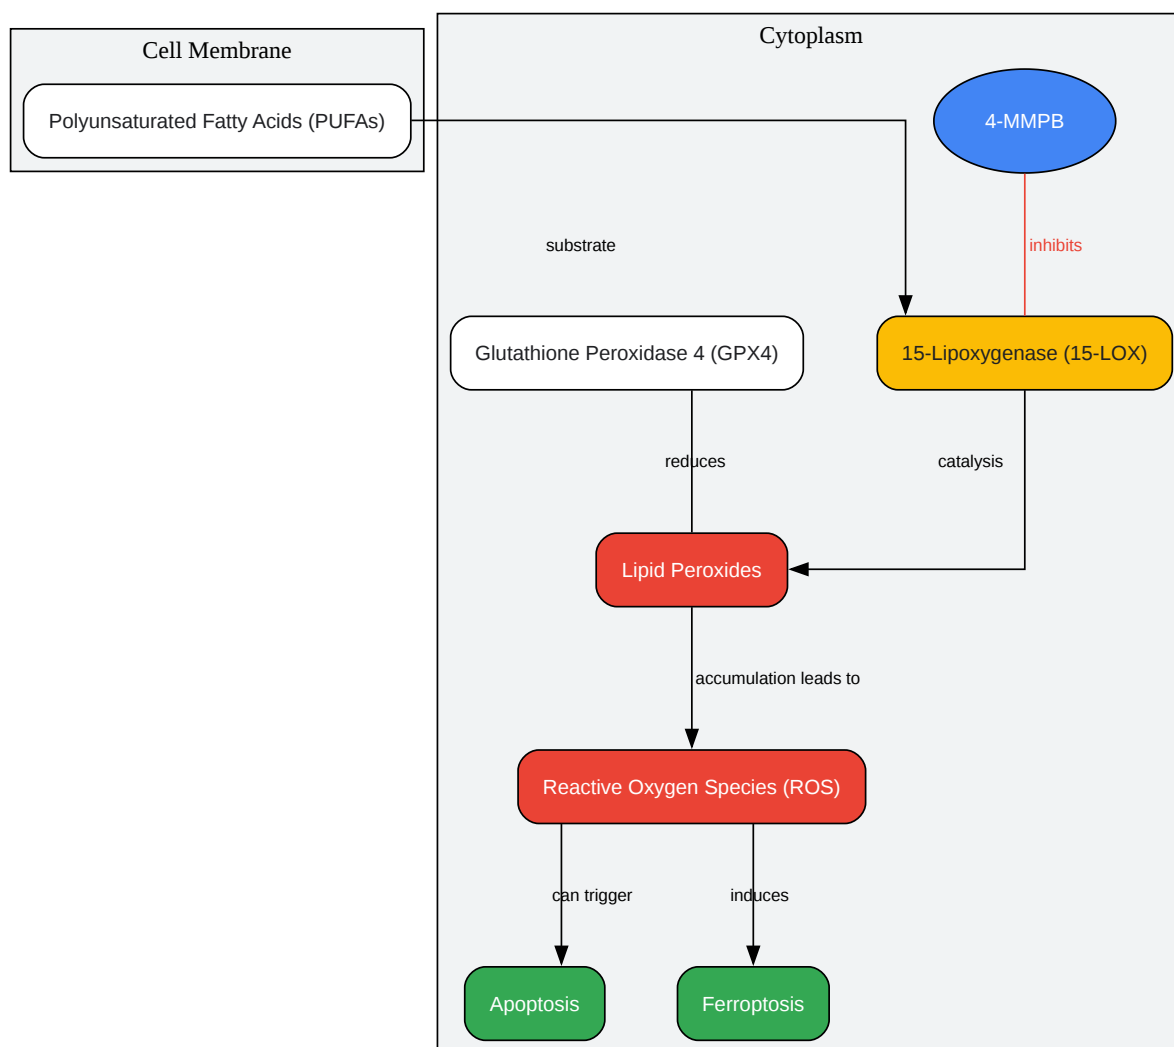 Cell Membrane
Cytoplasm
Polyunsaturated Fatty Acids (PUFAs)
4-MMPB
substrate
inhibits
Glutathione Peroxidase 4 (GPX4)
15-Lipoxygenase (15-LOX)
reduces
catalysis
Lipid Peroxides
accumulation leads to
Reactive Oxygen Species (ROS)
can trigger
induces
Apoptosis
Ferroptosis